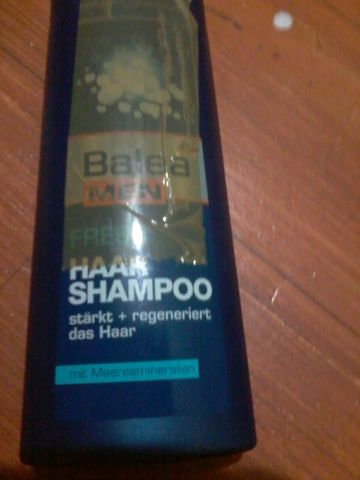 Balea
MEN
FRESH
HAAR
SHAMPOO
stärkt + regeneriert
das Haar
mit Meeresmineralien